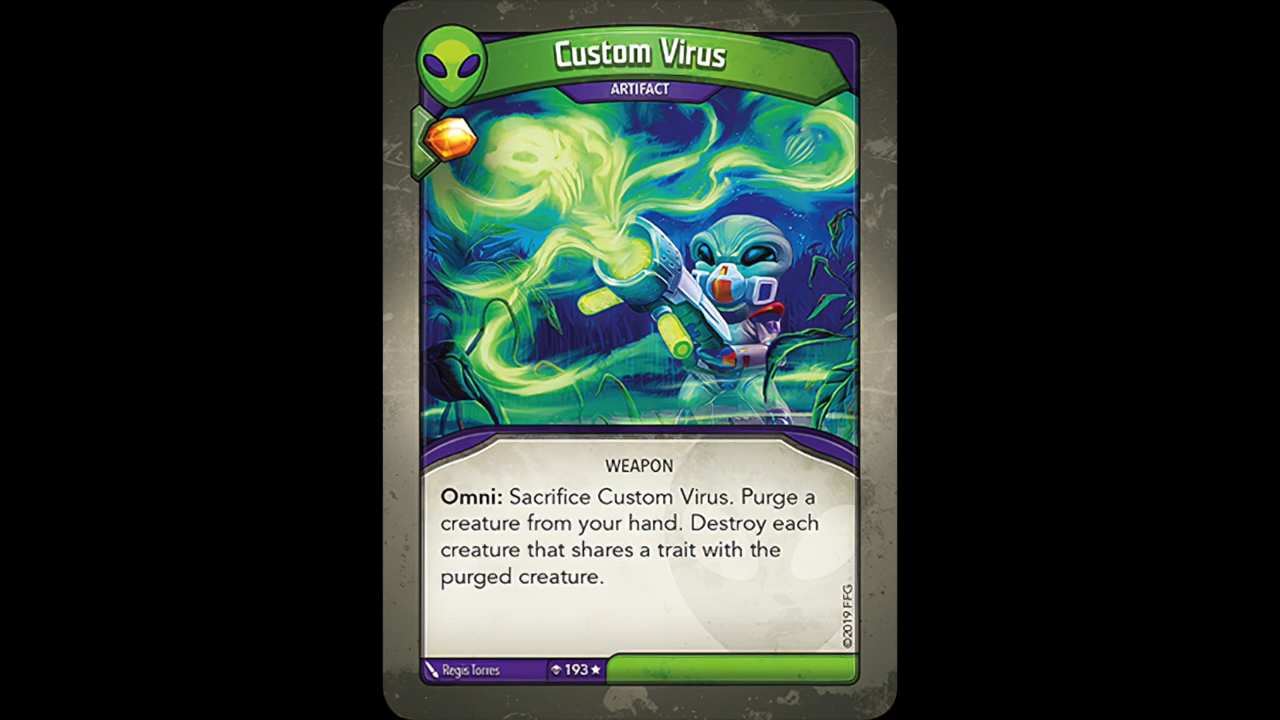 Custom Virus
ARTIFACT
WEAPON
Omni: Sacrifice Custom Virus. Purge a
creature from your hand. Destroy each
creature that shares a trait with the
purged creature.
©2019 FFG
Regis Torres
193